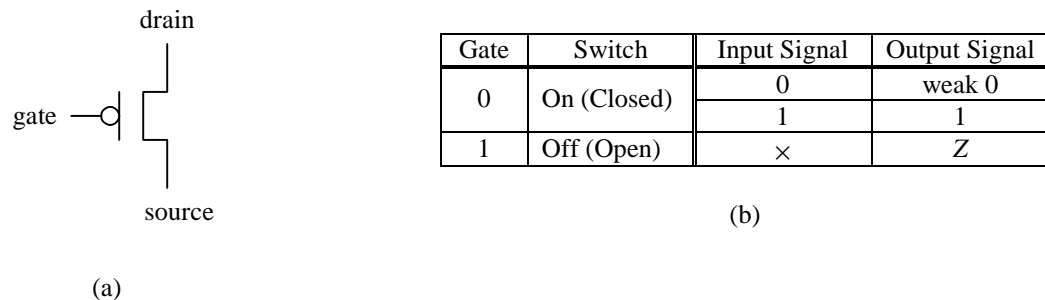 drain
gate
source
(a)
Gate Switch Input Signal Output Signal
0 On (Closed) 0 weak 0
1 1
1 Off (Open) × Z
(b)